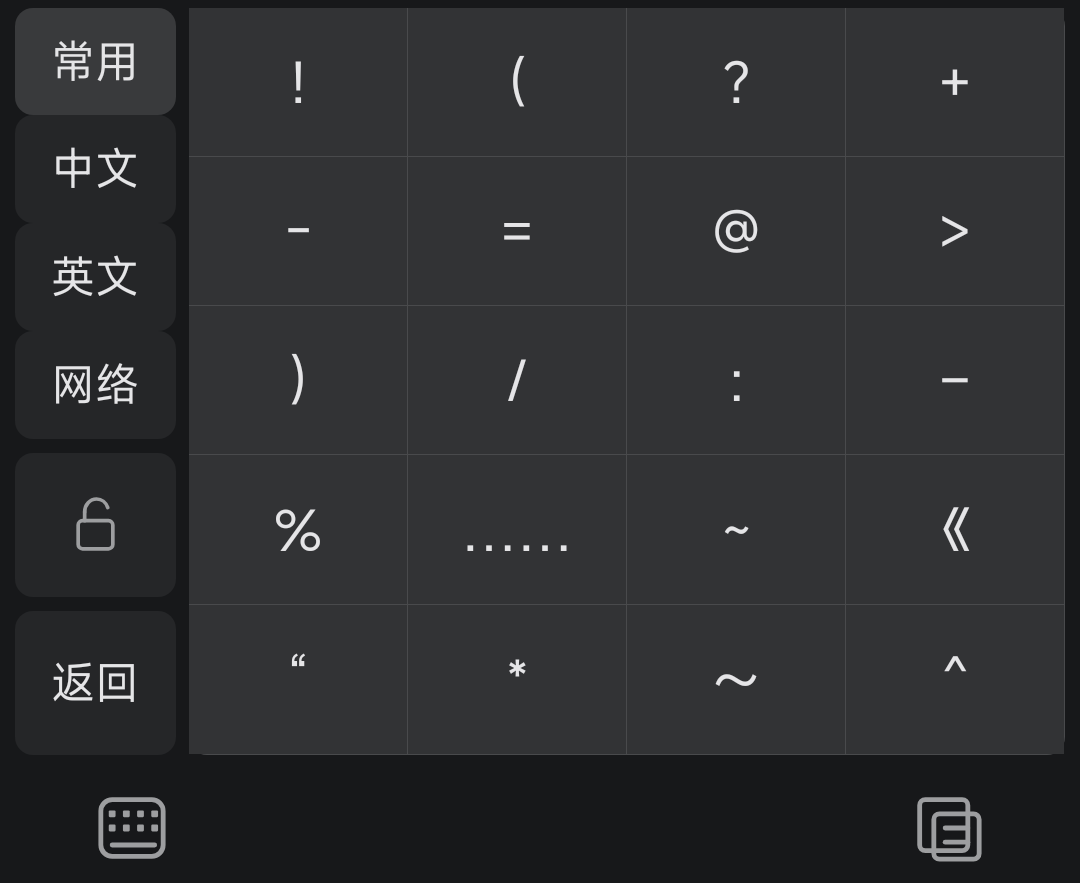 常用
中文
英文
网络
返回
! ( ? +
- = @ >
) / : −
% …… ~ 《
“ * ～ ^